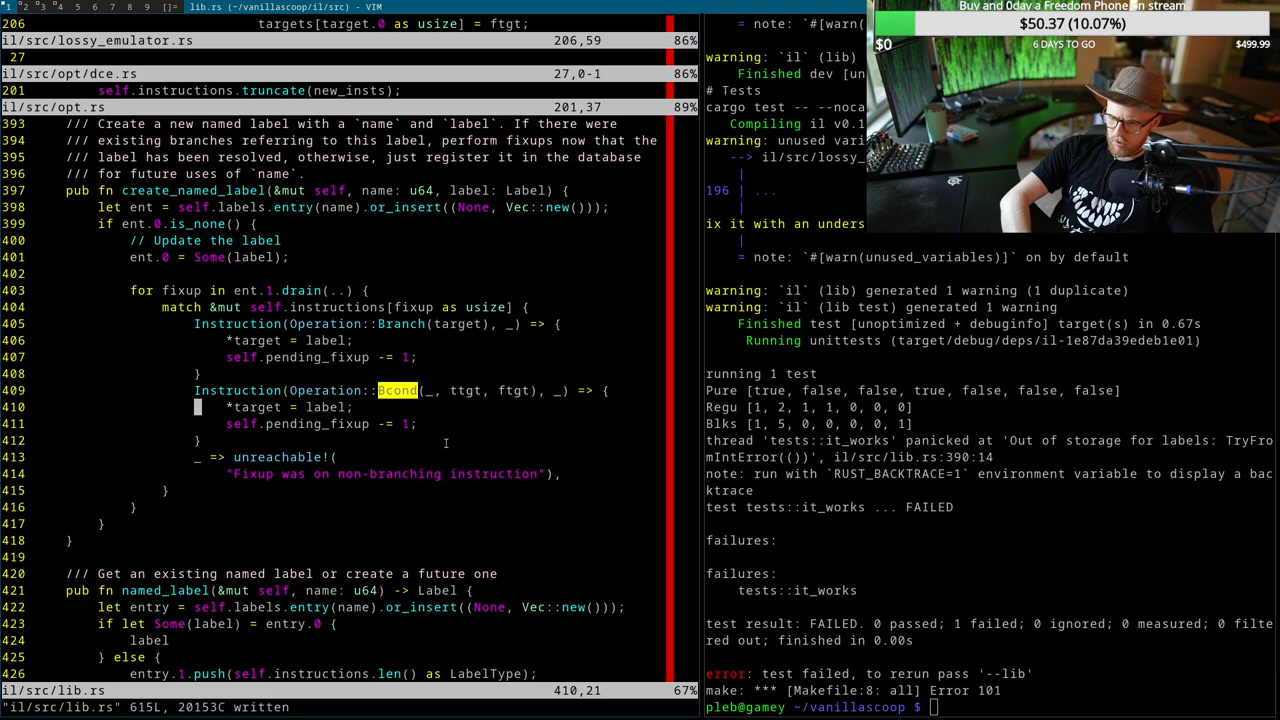 1 2 3 4 5 6 7 8 9 []= lib.rs (~/vanillascoop/il/src) - VIM
206 targets[target.0 as usize] = ftgt;
il/src/lossy_emulator.rs 206,59 86%
27
il/src/opt/dce.rs 27,0-1 86%
201 self.instructions.truncate(new_insts);
il/src/opt.rs 201,37 89%
393 /// Create a new named label with a `name` and `label`. If there were
394 /// existing branches referring to this label, perform fixups now that the
395 /// label has been resolved, otherwise, just register it in the database
396 /// for future uses of `name`.
397 pub fn create_named_label(&mut self, name: u64, label: Label) {
398 let ent = self.labels.entry(name).or_insert((None, Vec::new()));
399 if ent.0.is_none() {
400 // Update the label
401 ent.0 = Some(label);
402
403 for fixup in ent.1.drain(..) {
404 match &mut self.instructions[fixup as usize] {
405 Instruction(Operation::Branch(target), _) => {
406 *target = label;
407 self.pending_fixup -= 1;
408 }
409 Instruction(Operation::Bcond(_, ttgt, ftgt), _) => {
410 *target = label;
411 self.pending_fixup -= 1;
412 }
413 _ => unreachable!(
414 "Fixup was on non-branching instruction"),
415 }
416 }
417 }
418 }
419
420 /// Get an existing named label or create a future one
421 pub fn named_label(&mut self, name: u64) -> Label {
422 let entry = self.labels.entry(name).or_insert((None, Vec::new()));
423 if let Some(label) = entry.0 {
424 label
425 } else {
426 entry.1.push(self.instructions.len() as LabelType);
il/src/lib.rs 410,21 67%
"il/src/lib.rs" 615L, 20153C written
= note: `#[warn(
warning: `il` (lib)
Finished dev [un
# Tests
cargo test -- --noca
Compiling il v0.1
warning: unused vari
--> il/src/lossy_
|
196 | ...
|
ix it with an unders
|
= note: `#[warn(unused_variables)]` on by default
warning: `il` (lib) generated 1 warning (1 duplicate)
warning: `il` (lib test) generated 1 warning
Finished test [unoptimized + debuginfo] target(s) in 0.67s
Running unittests (target/debug/deps/il-1e87da39edeb1e01)
running 1 test
Pure [true, false, false, true, false, false, false]
Regu [1, 2, 1, 1, 0, 0, 0]
Blks [1, 5, 0, 0, 0, 0, 1]
thread 'tests::it_works' panicked at 'Out of storage for labels: TryFro
mIntError(())', il/src/lib.rs:390:14
note: run with `RUST_BACKTRACE=1` environment variable to display a bac
ktrace
test tests::it_works ... FAILED
failures:
failures:
tests::it_works
test result: FAILED. 0 passed; 1 failed; 0 ignored; 0 measured; 0 filte
red out; finished in 0.00s
error: test failed, to rerun pass '--lib'
make: *** [Makefile:8: all] Error 101
pleb@gamey ~/vanillascoop $
Buy and 0day a Freedom Phone on stream
$50.37 (10.07%)
$0 6 DAYS TO GO $499.99